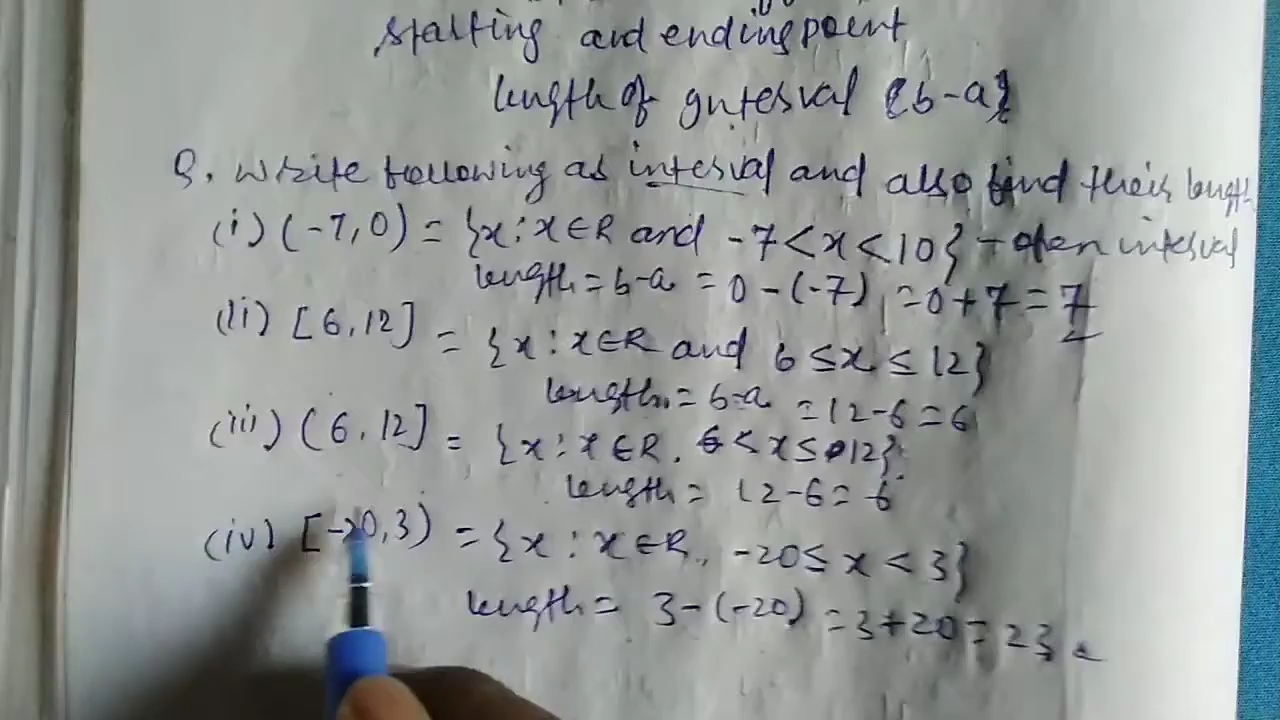 starting and ending point
length of interval {b-a}
Q. Write following as interval and also find their length
(i) (-7,0) = {x : x ∈ R and -7 < x < 10} → open interval
length = b-a = 0-(-7) = 0+7 = 7
(ii) [6,12] = {x : x ∈ R and 6 ≤ x ≤ 12}
length = b-a = 12-6 = 6
(iii) (6,12] = {x : x ∈ R, 6 < x ≤ 12}
length = 12-6 = 6
(iv) [-20,3) = {x : x ∈ R, -20 ≤ x < 3}
length = 3-(-20) = 3+20 = 23